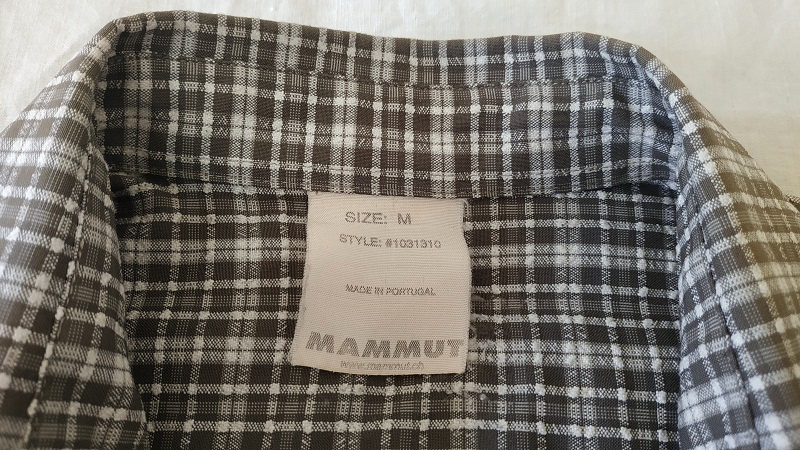 SIZE: M
STYLE: #1031310
MADE IN PORTUGAL
MAMMUT
www.mammut.ch